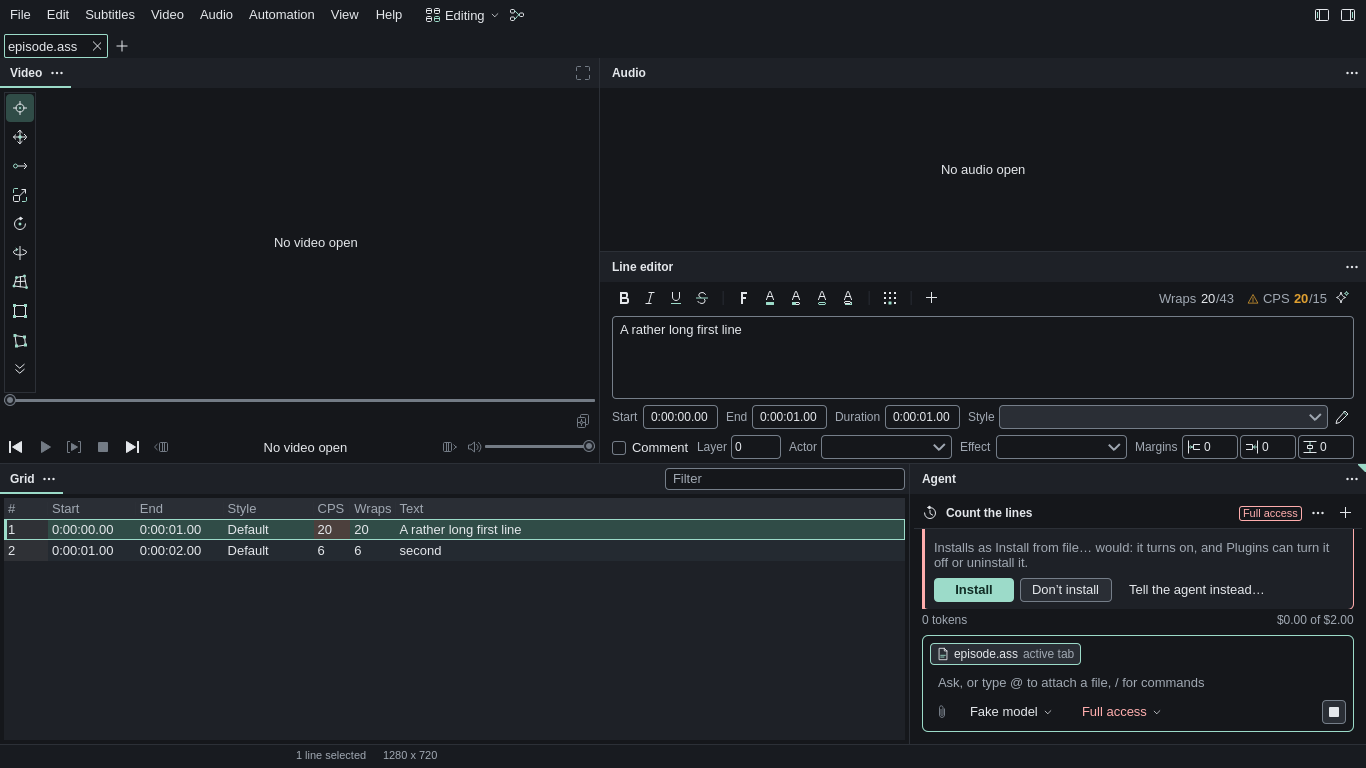 File Edit Subtitles Video Audio Automation View Help Editing
episode.ass
Video
Audio
No video open
No audio open
Line editor
B I U S F A A A A Wraps 20/43 CPS 20/15
A rather long first line
Start 0:00:00.00 End 0:00:01.00 Duration 0:00:01.00 Style
Comment Layer 0 Actor Effect Margins 0 0 0
No video open
Grid
Filter
# Start End Style CPS Wraps Text
1 0:00:00.00 0:00:01.00 Default 20 20 A rather long first line
2 0:00:01.00 0:00:02.00 Default 6 6 second
Agent
Count the lines Full access
Installs as Install from file… would: it turns on, and Plugins can turn it
off or uninstall it.
Install Don't install Tell the agent instead…
0 tokens $0.00 of $2.00
episode.ass active tab
Ask, or type @ to attach a file, / for commands
Fake model Full access
1 line selected 1280 x 720